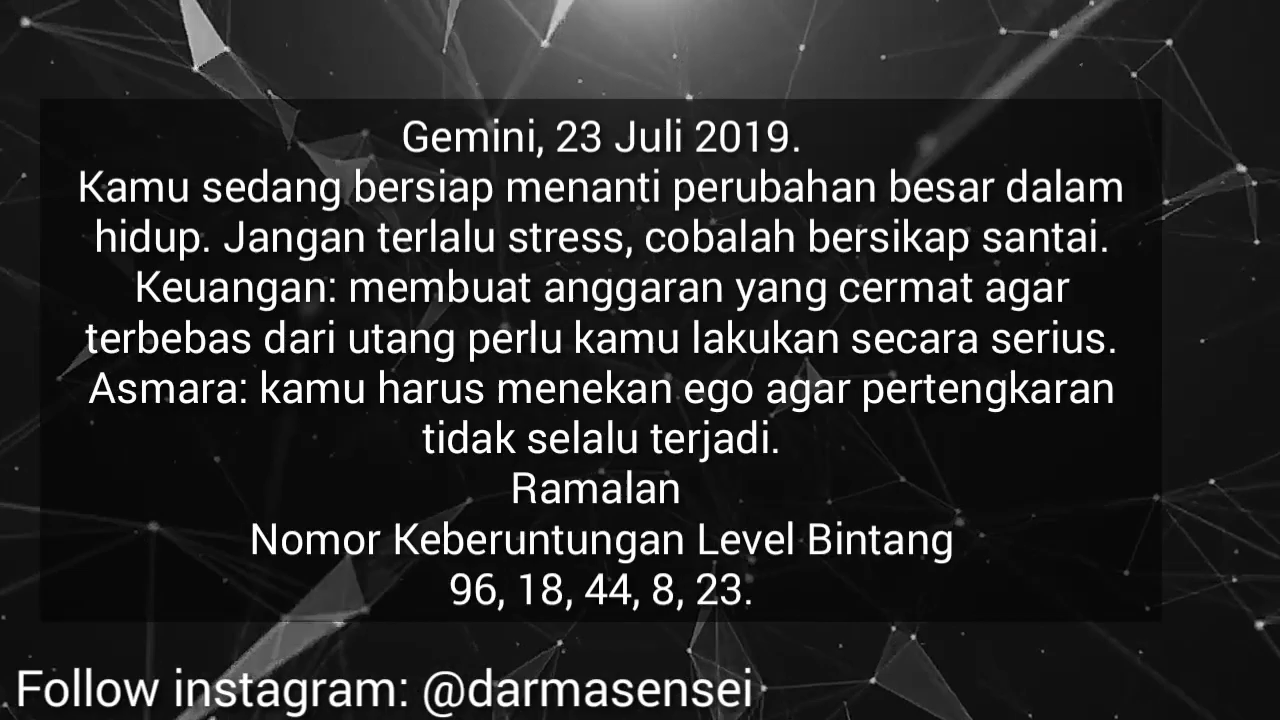 Gemini, 23 Juli 2019.
Kamu sedang bersiap menanti perubahan besar dalam
hidup. Jangan terlalu stress, cobalah bersikap santai.
Keuangan: membuat anggaran yang cermat agar
terbebas dari utang perlu kamu lakukan secara serius.
Asmara: kamu harus menekan ego agar pertengkaran
tidak selalu terjadi.
Ramalan
Nomor Keberuntungan Level Bintang
96, 18, 44, 8, 23.
Follow instagram: @darmasensei